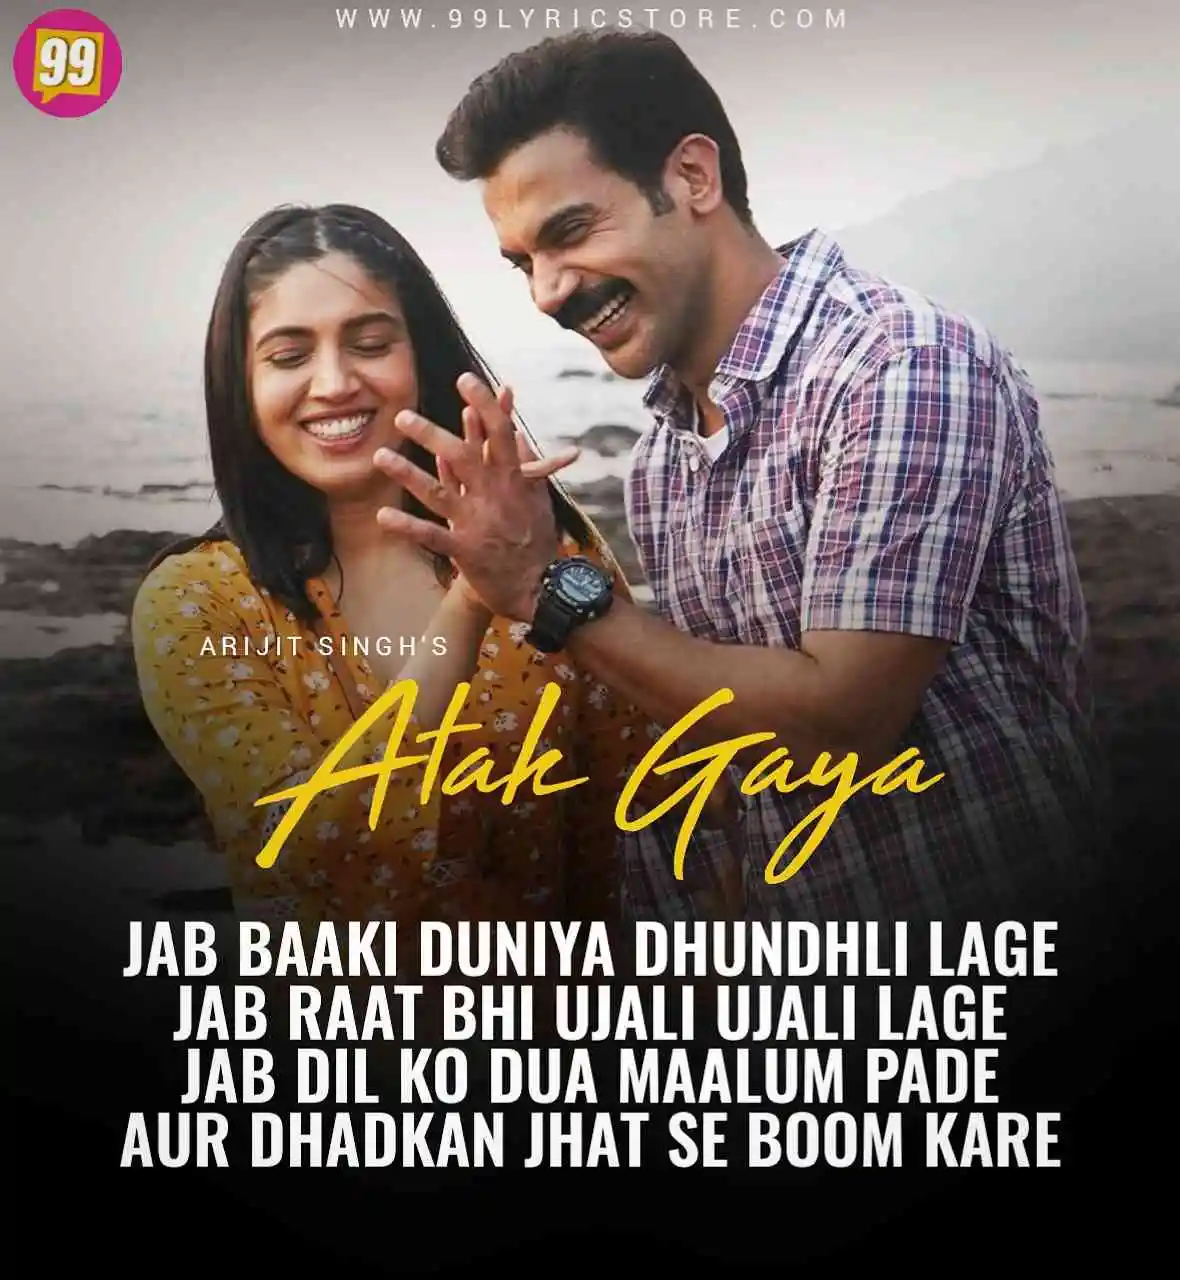 WWW.99LYRICSTORE.COM
99
ARIJIT SINGH'S
Atak Gaya
JAB BAAKI DUNIYA DHUNDHLI LAGE
JAB RAAT BHI UJALI UJALI LAGE
JAB DIL KO DUA MAALUM PADE
AUR DHADKAN JHAT SE BOOM KARE